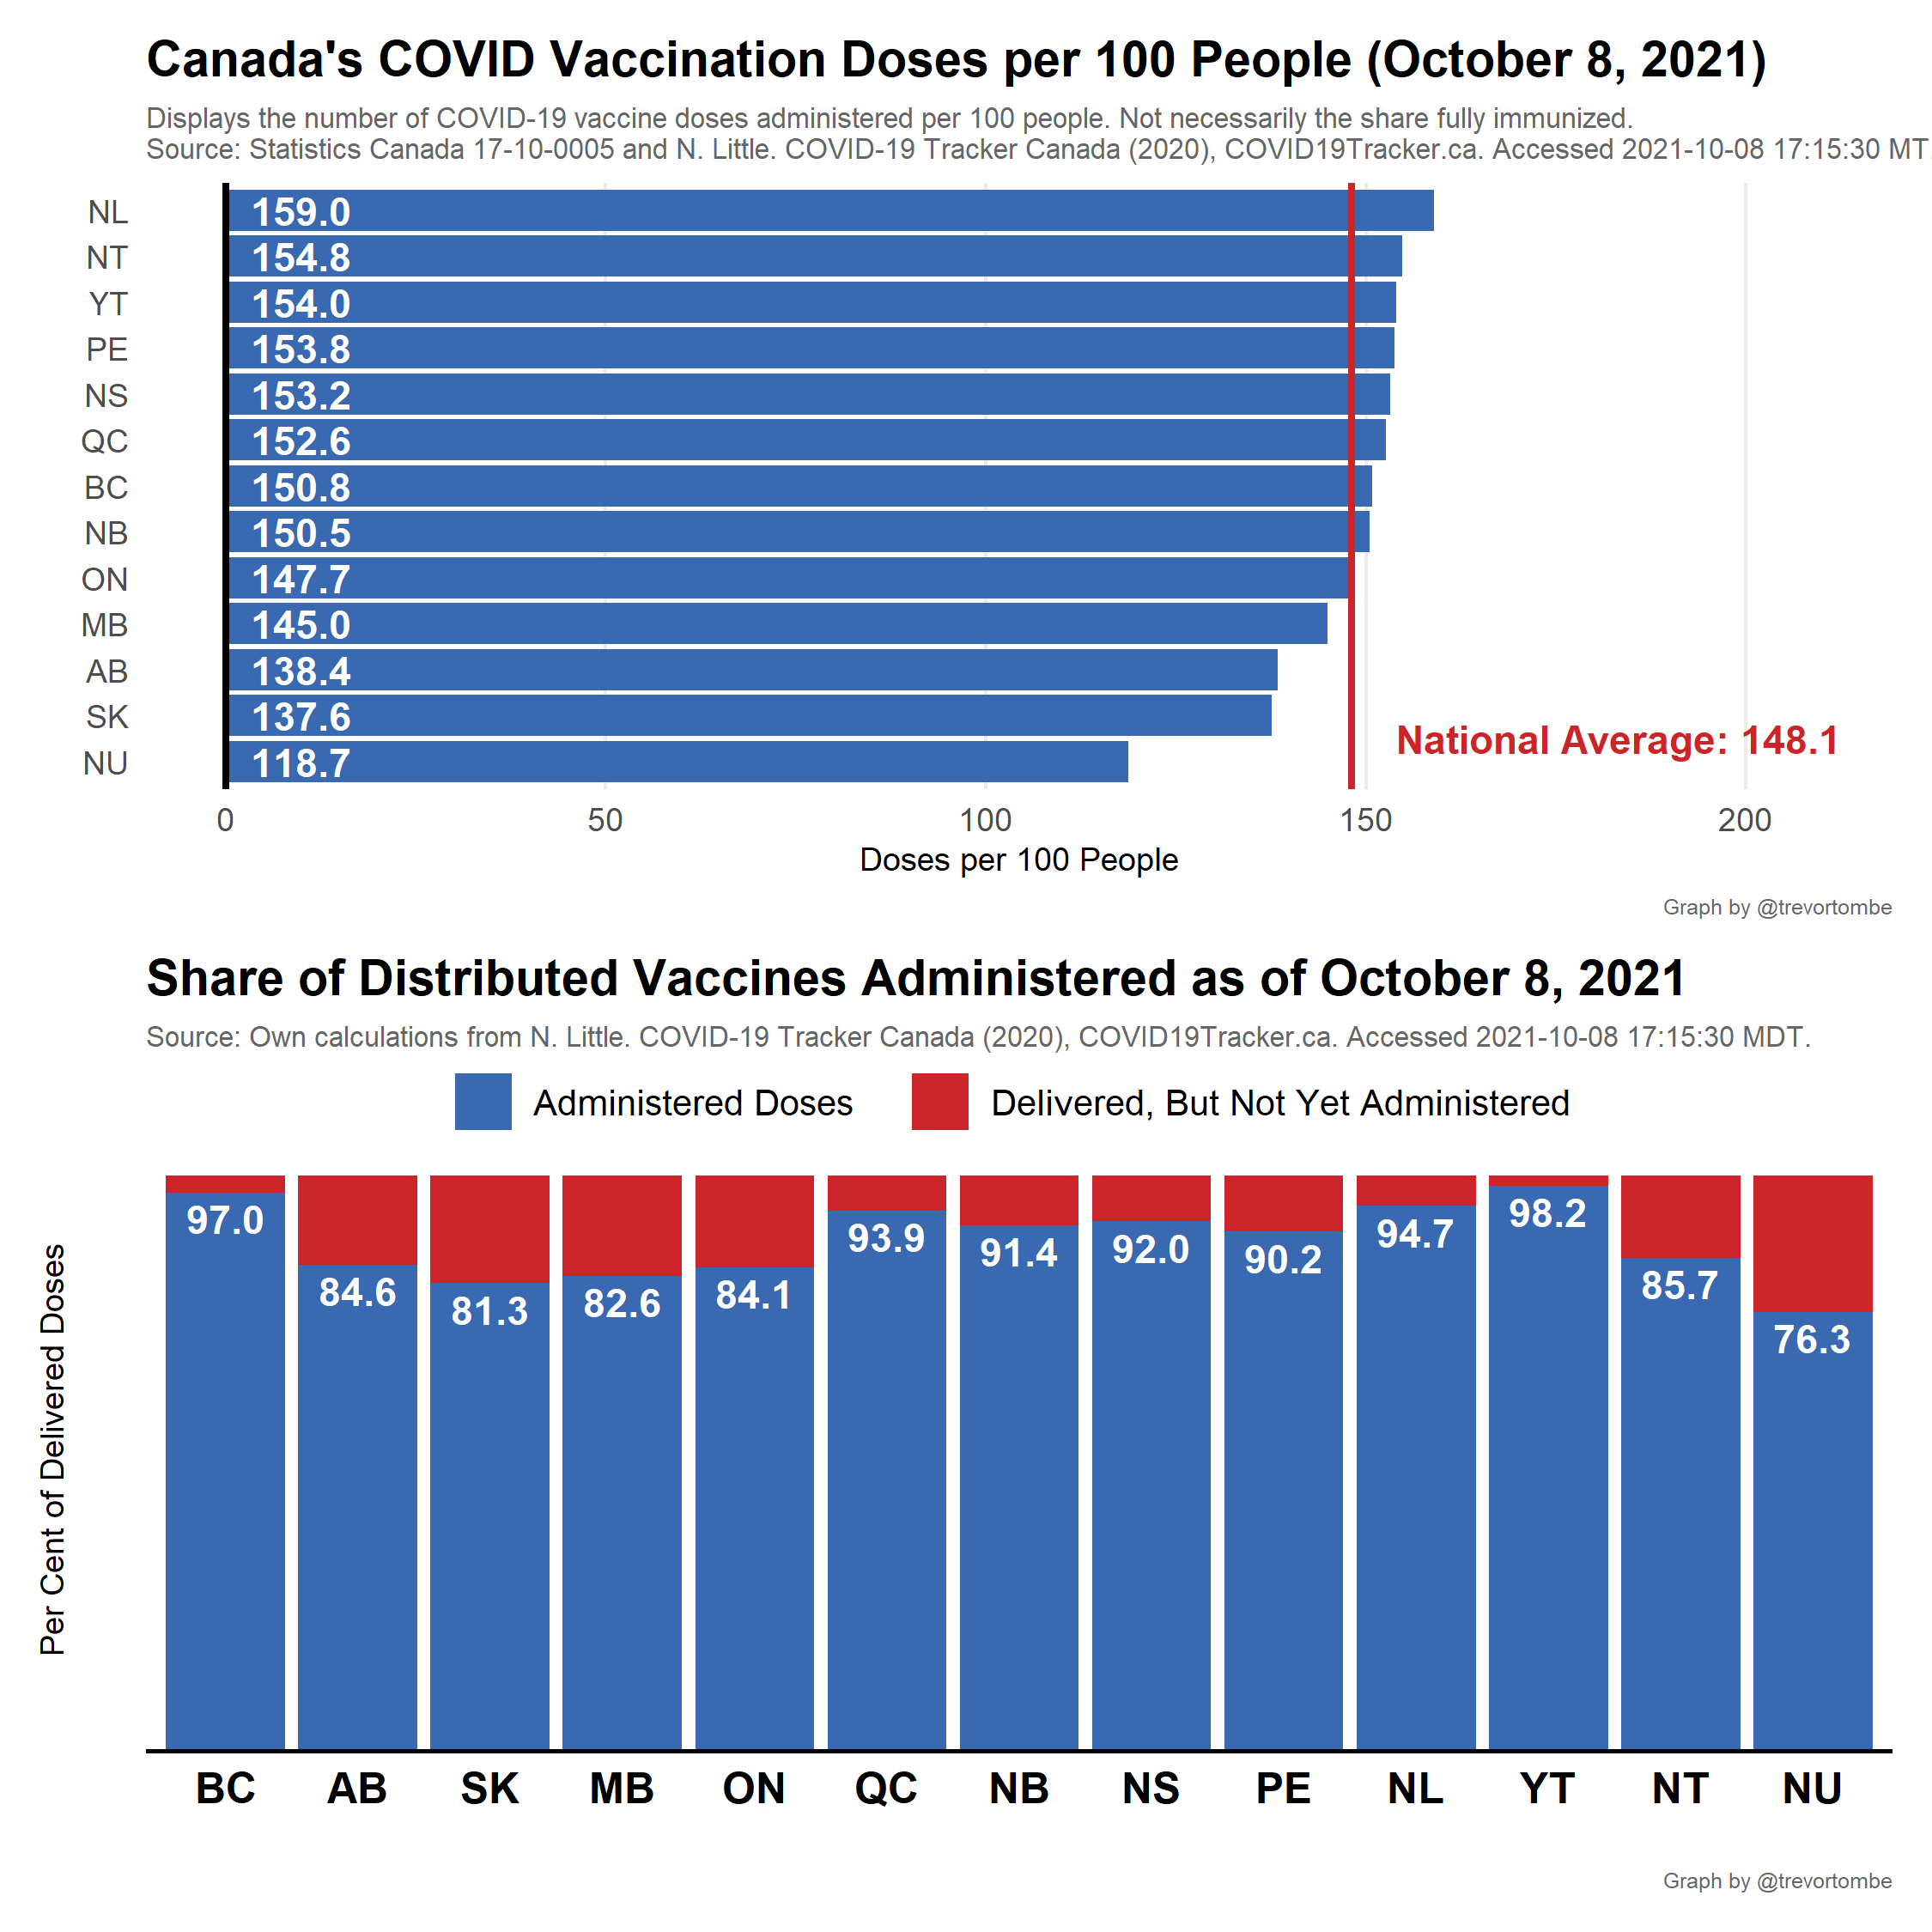 Canada's COVID Vaccination Doses per 100 People (October 8, 2021)
Displays the number of COVID-19 vaccine doses administered per 100 people. Not necessarily the share fully immunized.
Source: Statistics Canada 17-10-0005 and N. Little. COVID-19 Tracker Canada (2020), COVID19Tracker.ca. Accessed 2021-10-08 17:15:30 MT
NL 159.0
NT 154.8
YT 154.0
PE 153.8
NS 153.2
QC 152.6
BC 150.8
NB 150.5
ON 147.7
MB 145.0
AB 138.4
SK 137.6
National Average: 148.1
NU 118.7
0 50 100 150 200
Doses per 100 People
Graph by @trevortombe
Share of Distributed Vaccines Administered as of October 8, 2021
Source: Own calculations from N. Little. COVID-19 Tracker Canada (2020), COVID19Tracker.ca. Accessed 2021-10-08 17:15:30 MDT.
Administered Doses Delivered, But Not Yet Administered
Per Cent of Delivered Doses
97.0 84.6 81.3 82.6 84.1 93.9 91.4 92.0 90.2 94.7 98.2 85.7 76.3
BC AB SK MB ON QC NB NS PE NL YT NT NU
Graph by @trevortombe